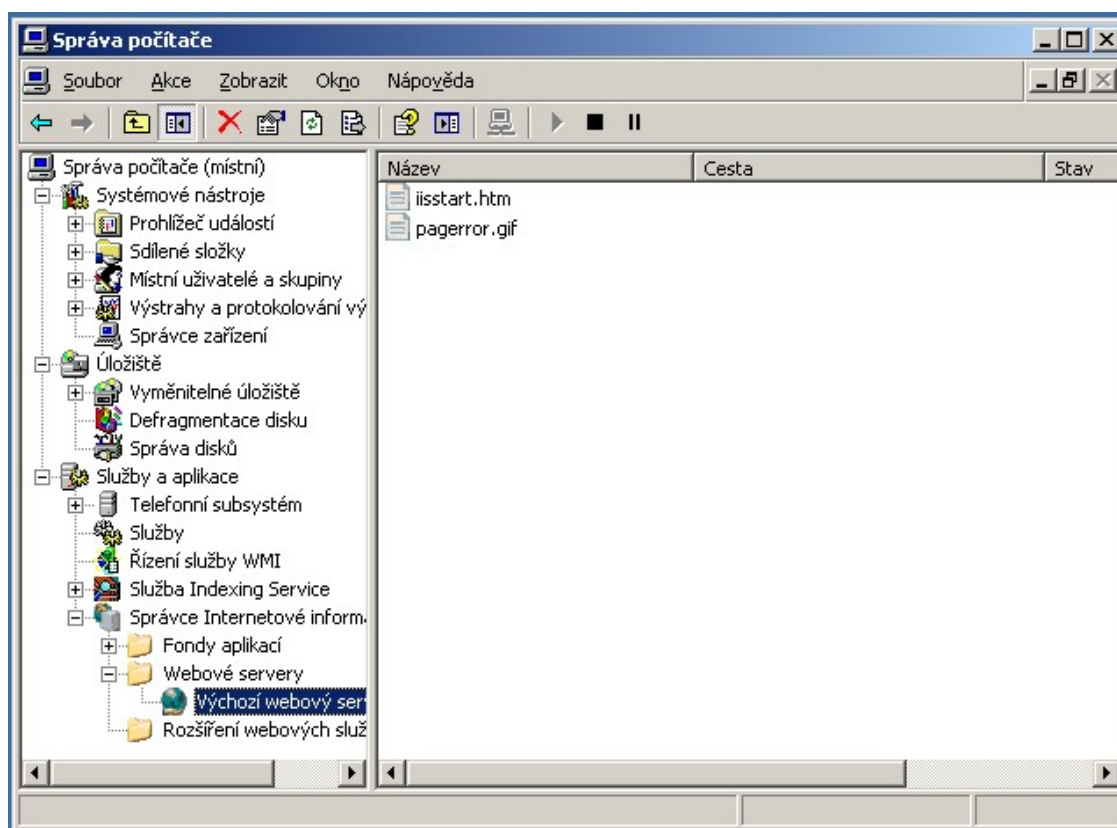 Správa počítače
Soubor Akce Zobrazit Okno Nápověda
Správa počítače (místní)
Systémové nástroje
Prohlížeč událostí
Sdílené složky
Místní uživatelé a skupiny
Výstrahy a protokolování vý
Správce zařízení
Úložiště
Vyměnitelné úložiště
Defragmentace disku
Správa disků
Služby a aplikace
Telefonní subsystém
Služby
Řízení služby WMI
Služba Indexing Service
Správce Internetové inform
Fondy aplikací
Webové servery
Výchozí webový ser
Rozšíření webových služ
Název Cesta Stav
iisstart.htm
pagerror.gif